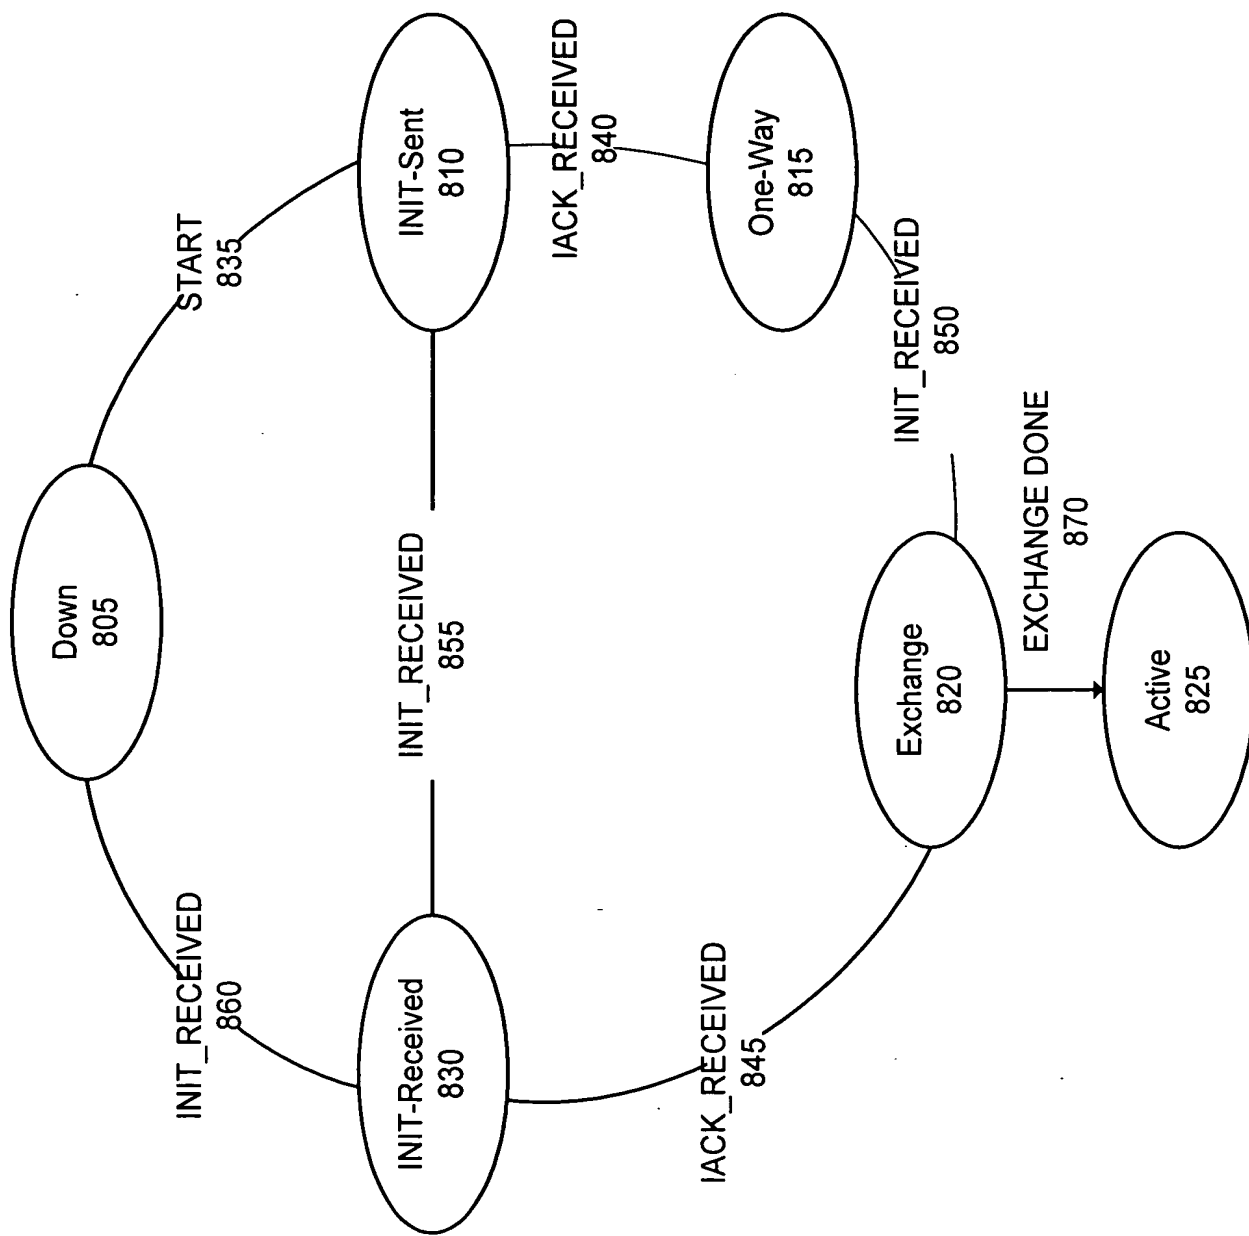 Down
805
START
835
INIT_RECEIVED
860
INIT-Sent
810
INIT_RECEIVED
855
INIT-Received
830
IACK_RECEIVED
840
One-Way
815
IACK_RECEIVED
845
INIT_RECEIVED
850
Exchange
820
EXCHANGE DONE
870
Active
825